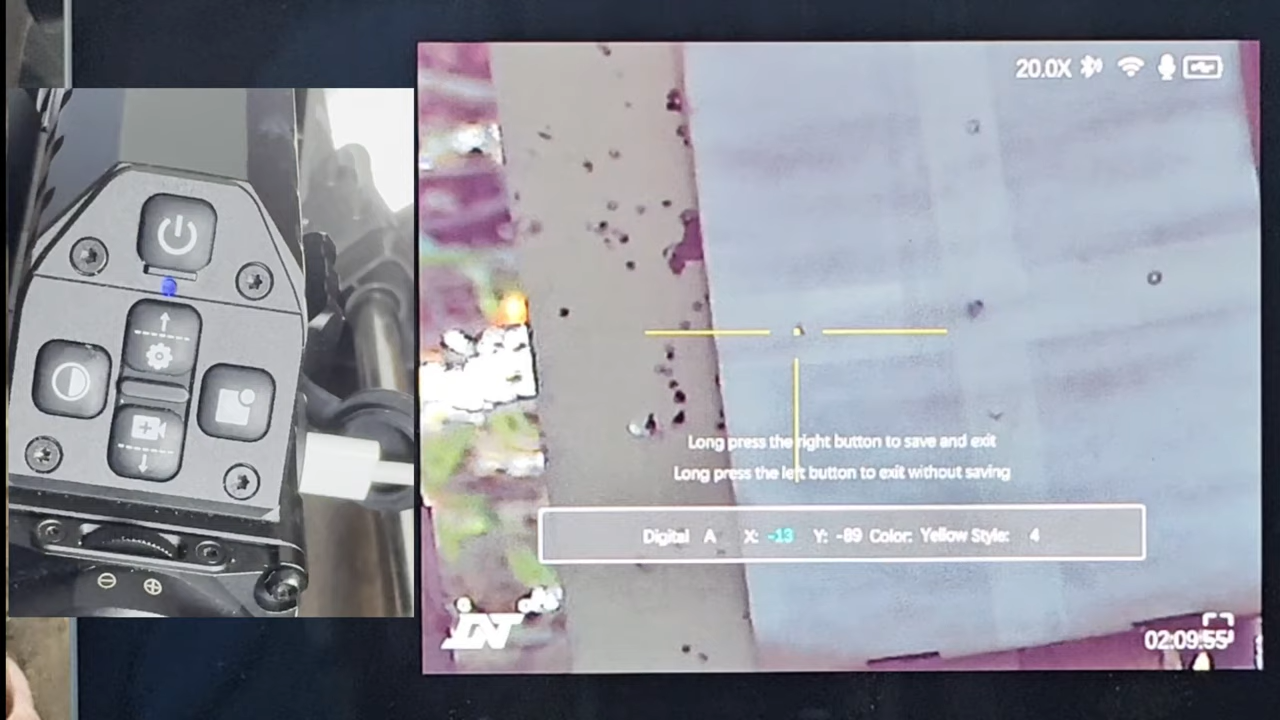 20.0X
Long press the right button to save and exit
Long press the left button to exit without saving
Digital A X: -13 Y: -89 Color: Yellow Style: 4
02:09:55